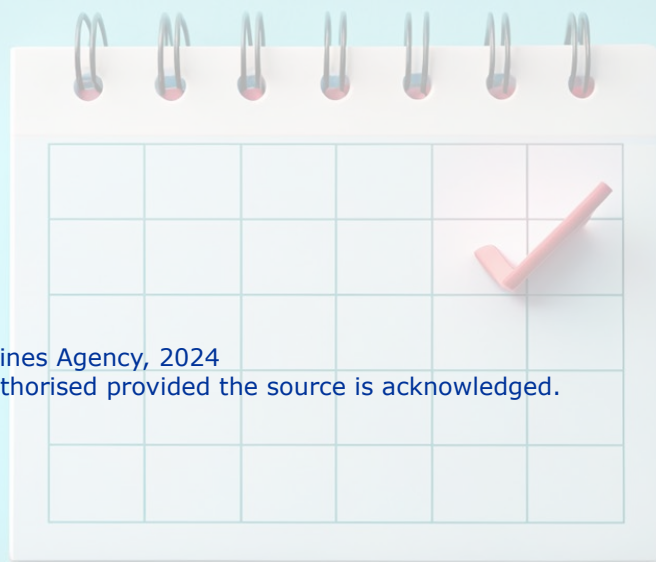 ines Agency, 2024
thorised provided the source is acknowledged.